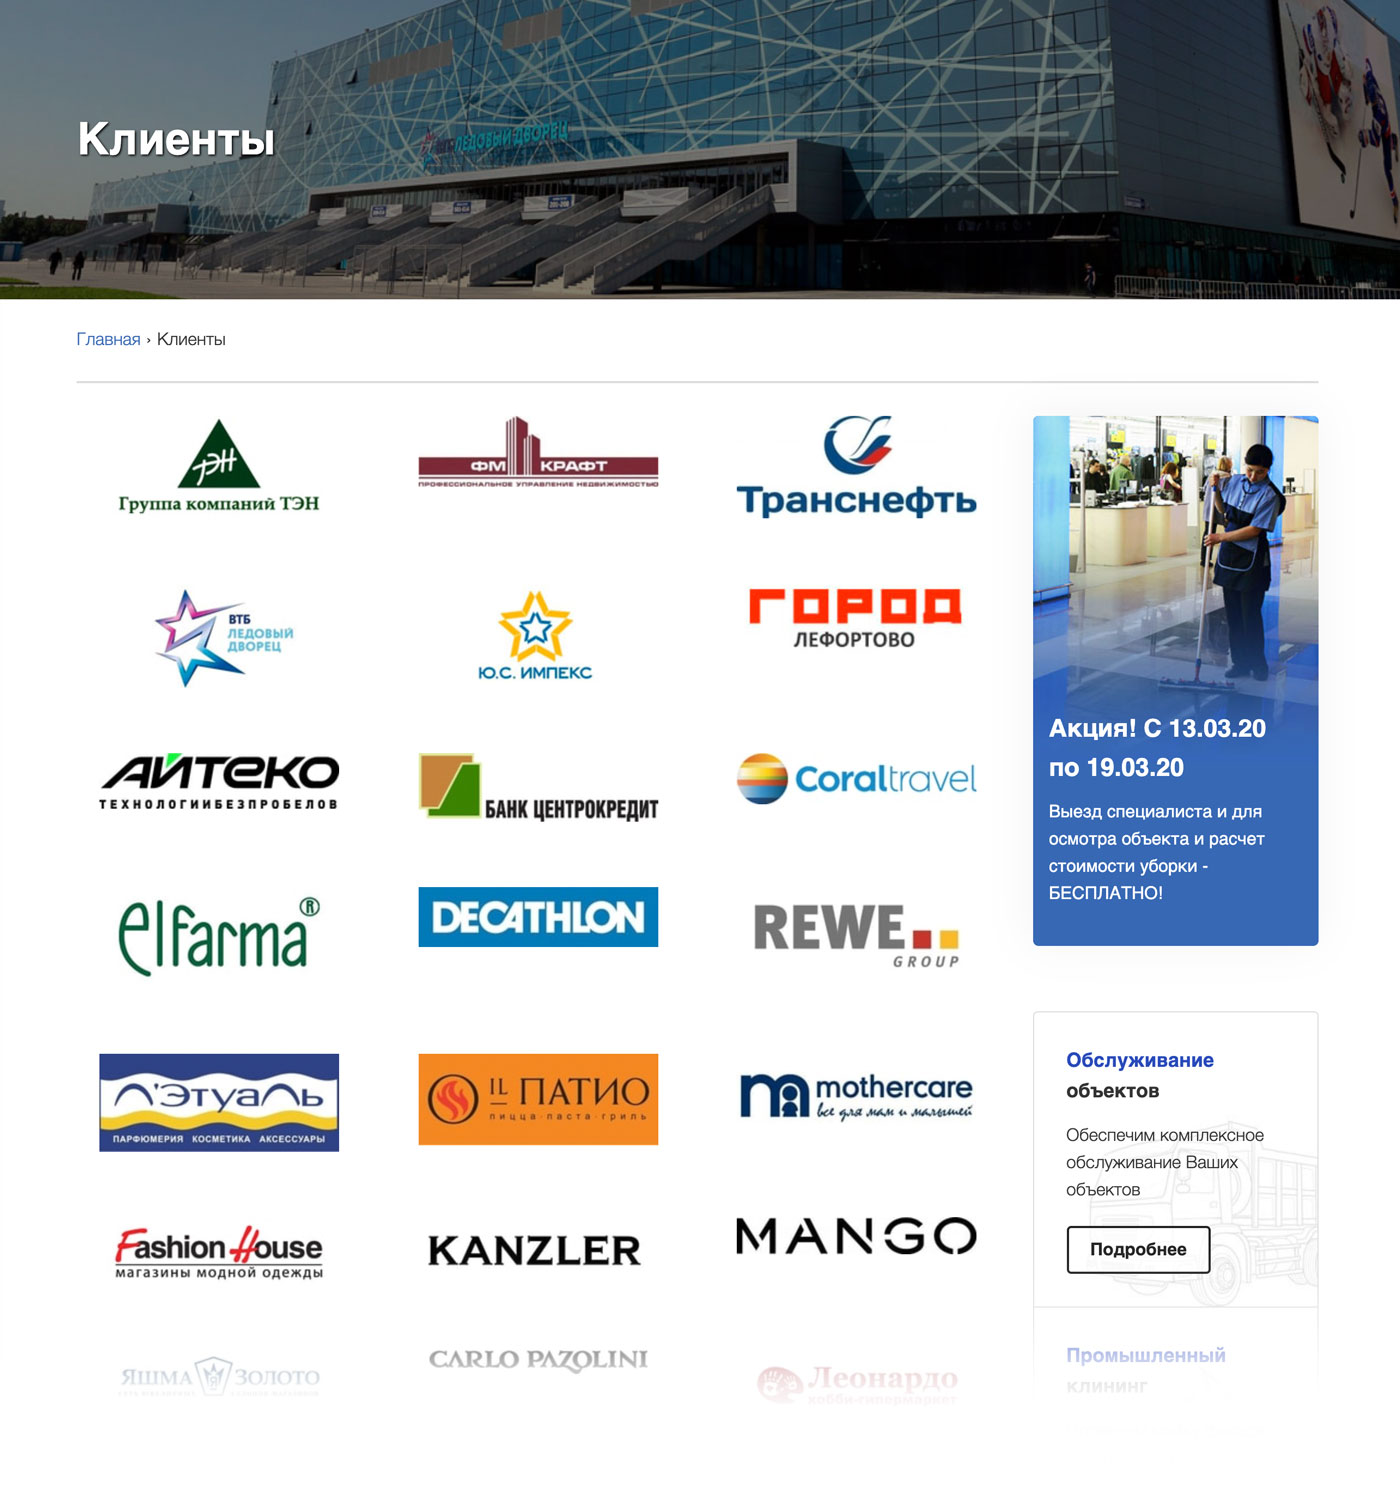 Клиенты
ЛЕДОВЫЙ ДВОРЕЦ
Главная › Клиенты
ТЭН
Группа компаний ТЭН
ФМ КРАФТ
ПРОФЕССИОНАЛЬНОЕ УПРАВЛЕНИЕ НЕДВИЖИМОСТЬЮ
Транснефть
ВТБ
ЛЕДОВЫЙ
ДВОРЕЦ
Ю.С. ИМПЕКС
ГОРОД
ЛЕФОРТОВО
АЙТЕКО
ТЕХНОЛОГИИБЕЗПРОБЕЛОВ
БАНК ЦЕНТРОКРЕДИТ
Coraltravel
elfarma®
DECATHLON
REWE
GROUP
Л'Этуаль
ПАРФЮМЕРИЯ КОСМЕТИКА АКСЕССУАРЫ
IL ПАТИО
пицца·паста·гриль
mothercare
все для мам и малышей
Fashion House
магазины модной одежды
KANZLER
MANGO
ЯШМА ЗОЛОТО
CARLO PAZOLINI
Леонардо
хобби-гипермаркет
Акция! С 13.03.20
по 19.03.20
Выезд специалиста и для
осмотра объекта и расчет
стоимости уборки -
БЕСПЛАТНО!
Обслуживание
объектов
Обеспечим комплексное
обслуживание Ваших
объектов
Подробнее
Промышленный
клининг